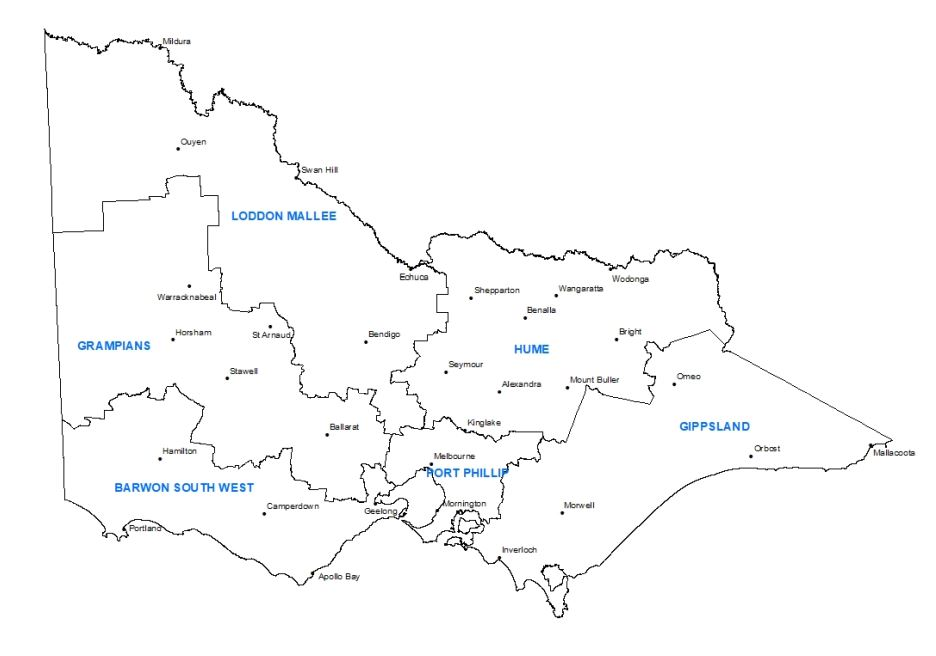 Mildura
Ouyen
Swan Hill
LODDON MALLEE
Echuca
Wodonga
Shepparton
Wangaratta
Warracknabeal
Benalla
Horsham
St Arnaud
Bendigo
Bright
GRAMPIANS
HUME
Stawell
Seymour
Alexandra
Mount Buller
Omeo
Ballarat
Kinglake
GIPPSLAND
Hamilton
Melbourne
Orbost
Mallacoota
PORT PHILLIP
BARWON SOUTH WEST
Camperdown
Geelong
Mornington
Morwell
Portland
Inverloch
Apollo Bay